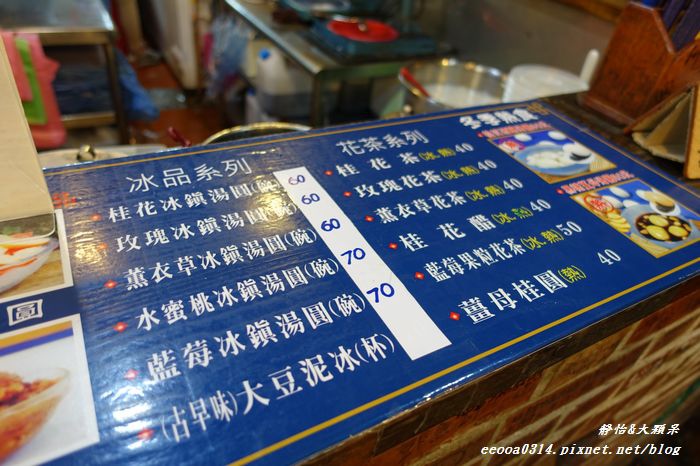 冰品系列
桂花冰鎮湯圓(碗) 60
玫瑰冰鎮湯圓(碗) 60
薰衣草冰鎮湯圓(碗) 60
水蜜桃冰鎮湯圓(碗) 70
藍莓冰鎮湯圓(碗) 70
(古早味)大豆泥冰(杯)
花茶系列
桂花茶(冰.熱) 40
玫瑰花茶(冰.熱) 40
薰衣草花茶(冰.熱) 40
桂花醋(冰.熱) 40
藍莓果粒花茶(冰.熱) 50
薑母桂圓(熱) 40
圓
靜怡&大顆呆
eeooa0314.pixnet.net/blog